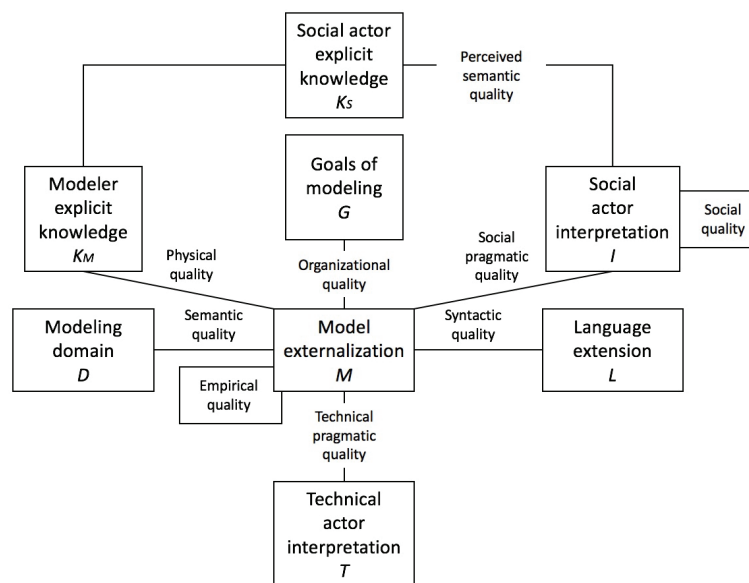 Social actor
explicit
knowledge
KS
Perceived
semantic
quality
Goals of
modeling
G
Modeler
explicit
knowledge
KM
Social
actor
interpretation
I
Social
quality
Physical
quality
Organizational
quality
Social
pragmatic
quality
Modeling
domain
D
Semantic
quality
Model
externalization
M
Syntactic
quality
Language
extension
L
Empirical
quality
Technical
pragmatic
quality
Technical
actor
interpretation
T